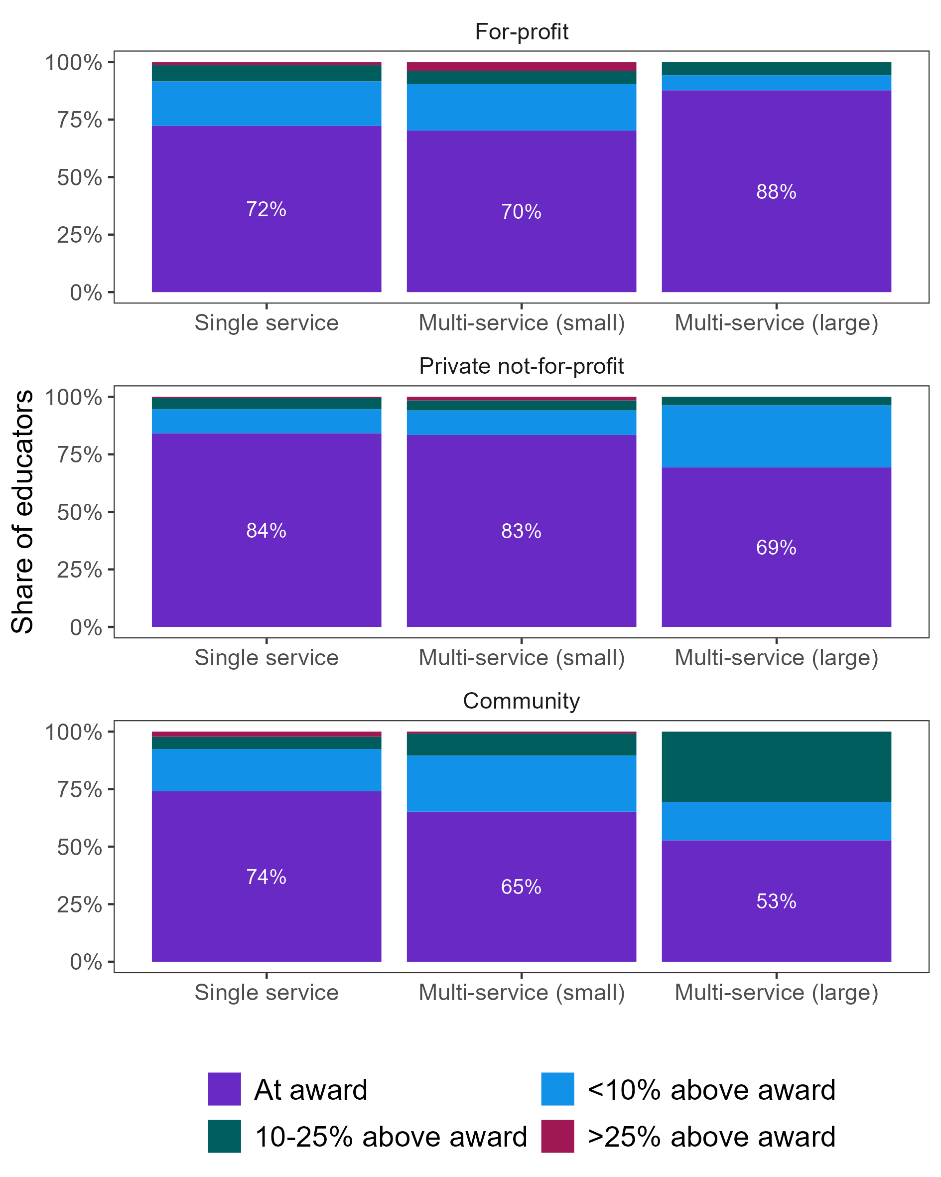 For-profit
100%
75%
50%
25%
0%
72%
70%
88%
Single service
Multi-service (small)
Multi-service (large)
Private not-for-profit
Share of educators
100%
75%
50%
25%
0%
84%
83%
69%
Single service
Multi-service (small)
Multi-service (large)
Community
100%
75%
50%
25%
0%
74%
65%
53%
Single service
Multi-service (small)
Multi-service (large)
At award
<10% above award
10-25% above award
>25% above award